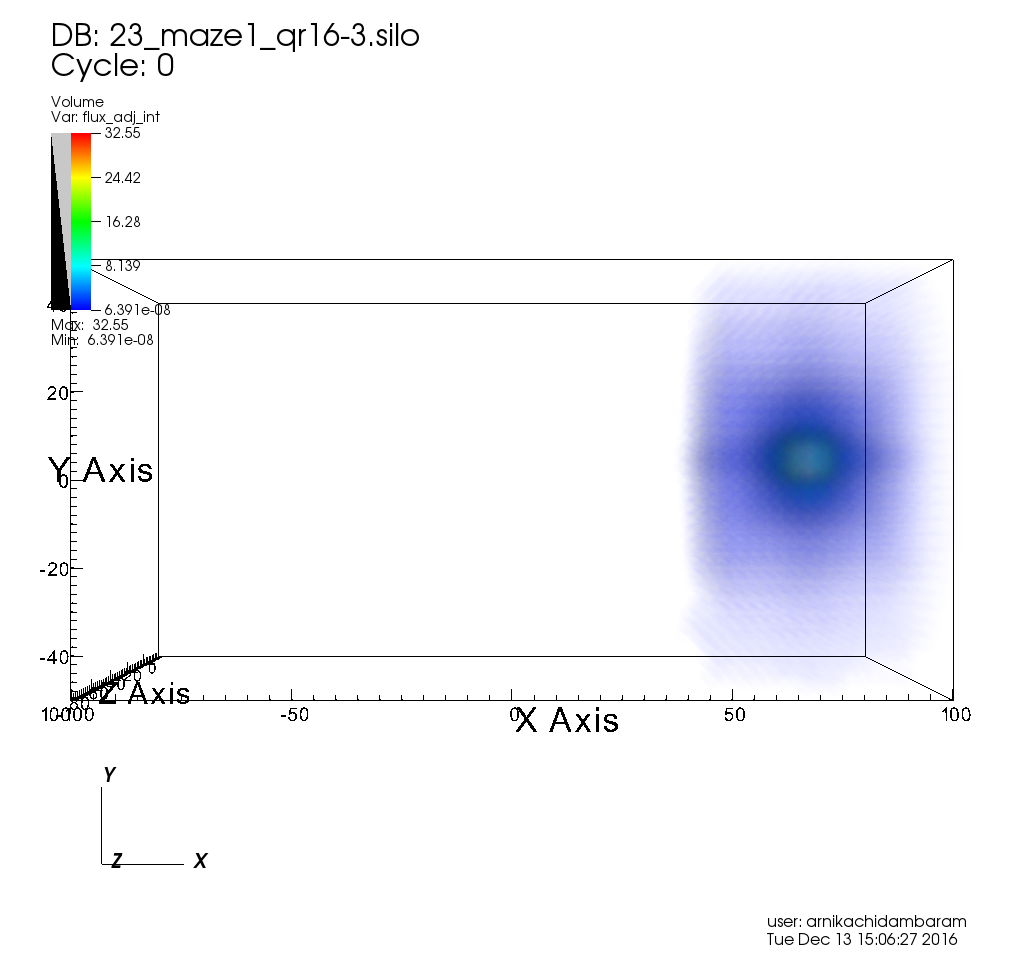 DB: 23_maze1_qr16-3.silo
Cycle: 0
Volume
Var: flux_adj_int
32.55
24.42
16.28
8.139
6.391e-08
Max: 32.55
Min: 6.391e-08
20
Y Axis
0
-20
-40
0
Z Axis
-50
0
X Axis
50
100
Y
Z X
user: arnikachidambaram
Tue Dec 13 15:06:27 2016